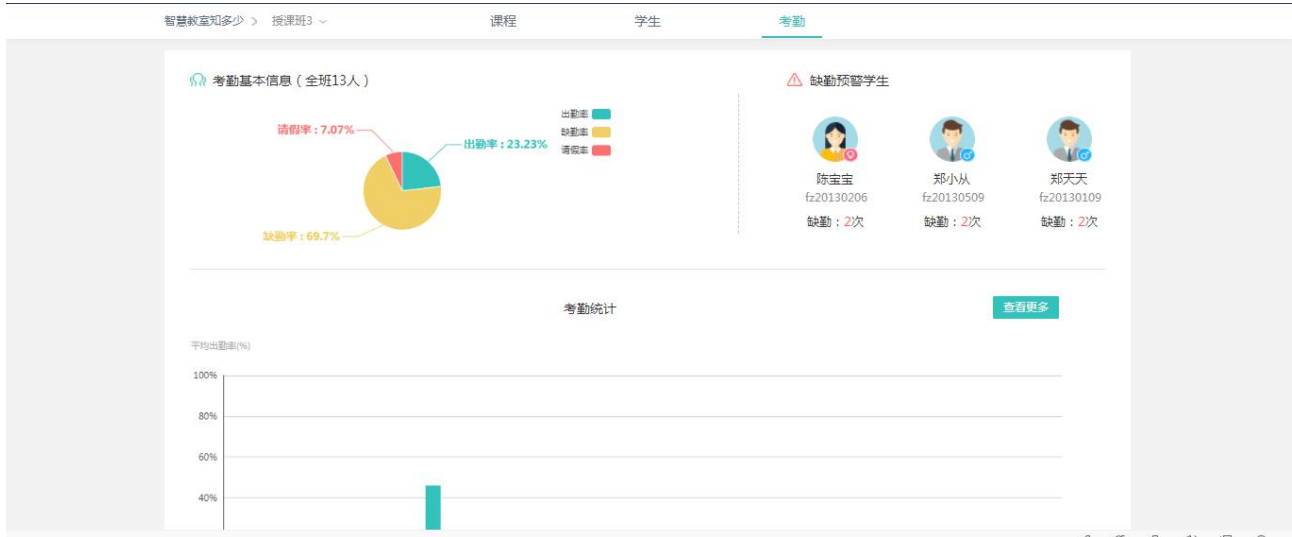 智慧教室知多少 > 授课班3
课程
学生
考勤
考勤基本信息（全班13人）
请假率：7.07%
出勤率：23.23%
缺勤率：69.7%
出勤率
缺勤率
请假率
缺勤预警学生
陈宝宝
fz20130206
缺勤：2次
郑小从
fz20130509
缺勤：2次
郑天天
fz20130109
缺勤：2次
考勤统计
查看更多
平均出勤率(%)
100%
80%
60%
40%